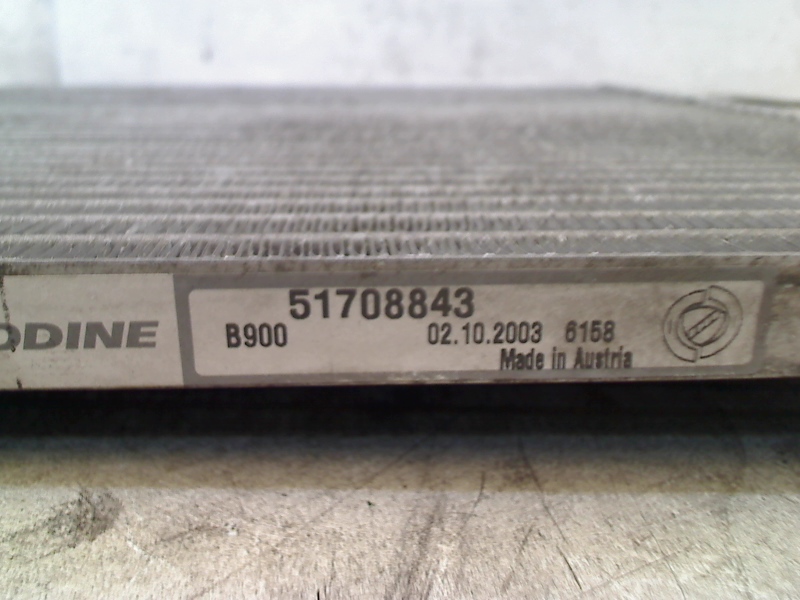 ODINE
51708843
B900 02.10.2003 6158
Made in Austria